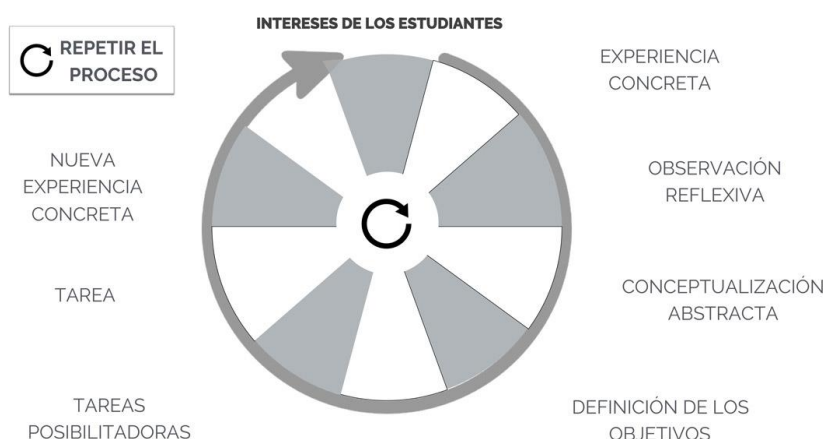 INTERESES DE LOS ESTUDIANTES
REPETIR EL
PROCESO
EXPERIENCIA
CONCRETA
OBSERVACIÓN
REFLEXIVA
CONCEPTUALIZACIÓN
ABSTRACTA
DEFINICIÓN DE LOS
OBJETIVOS
TAREAS
POSIBILITADORAS
TAREA
NUEVA
EXPERIENCIA
CONCRETA